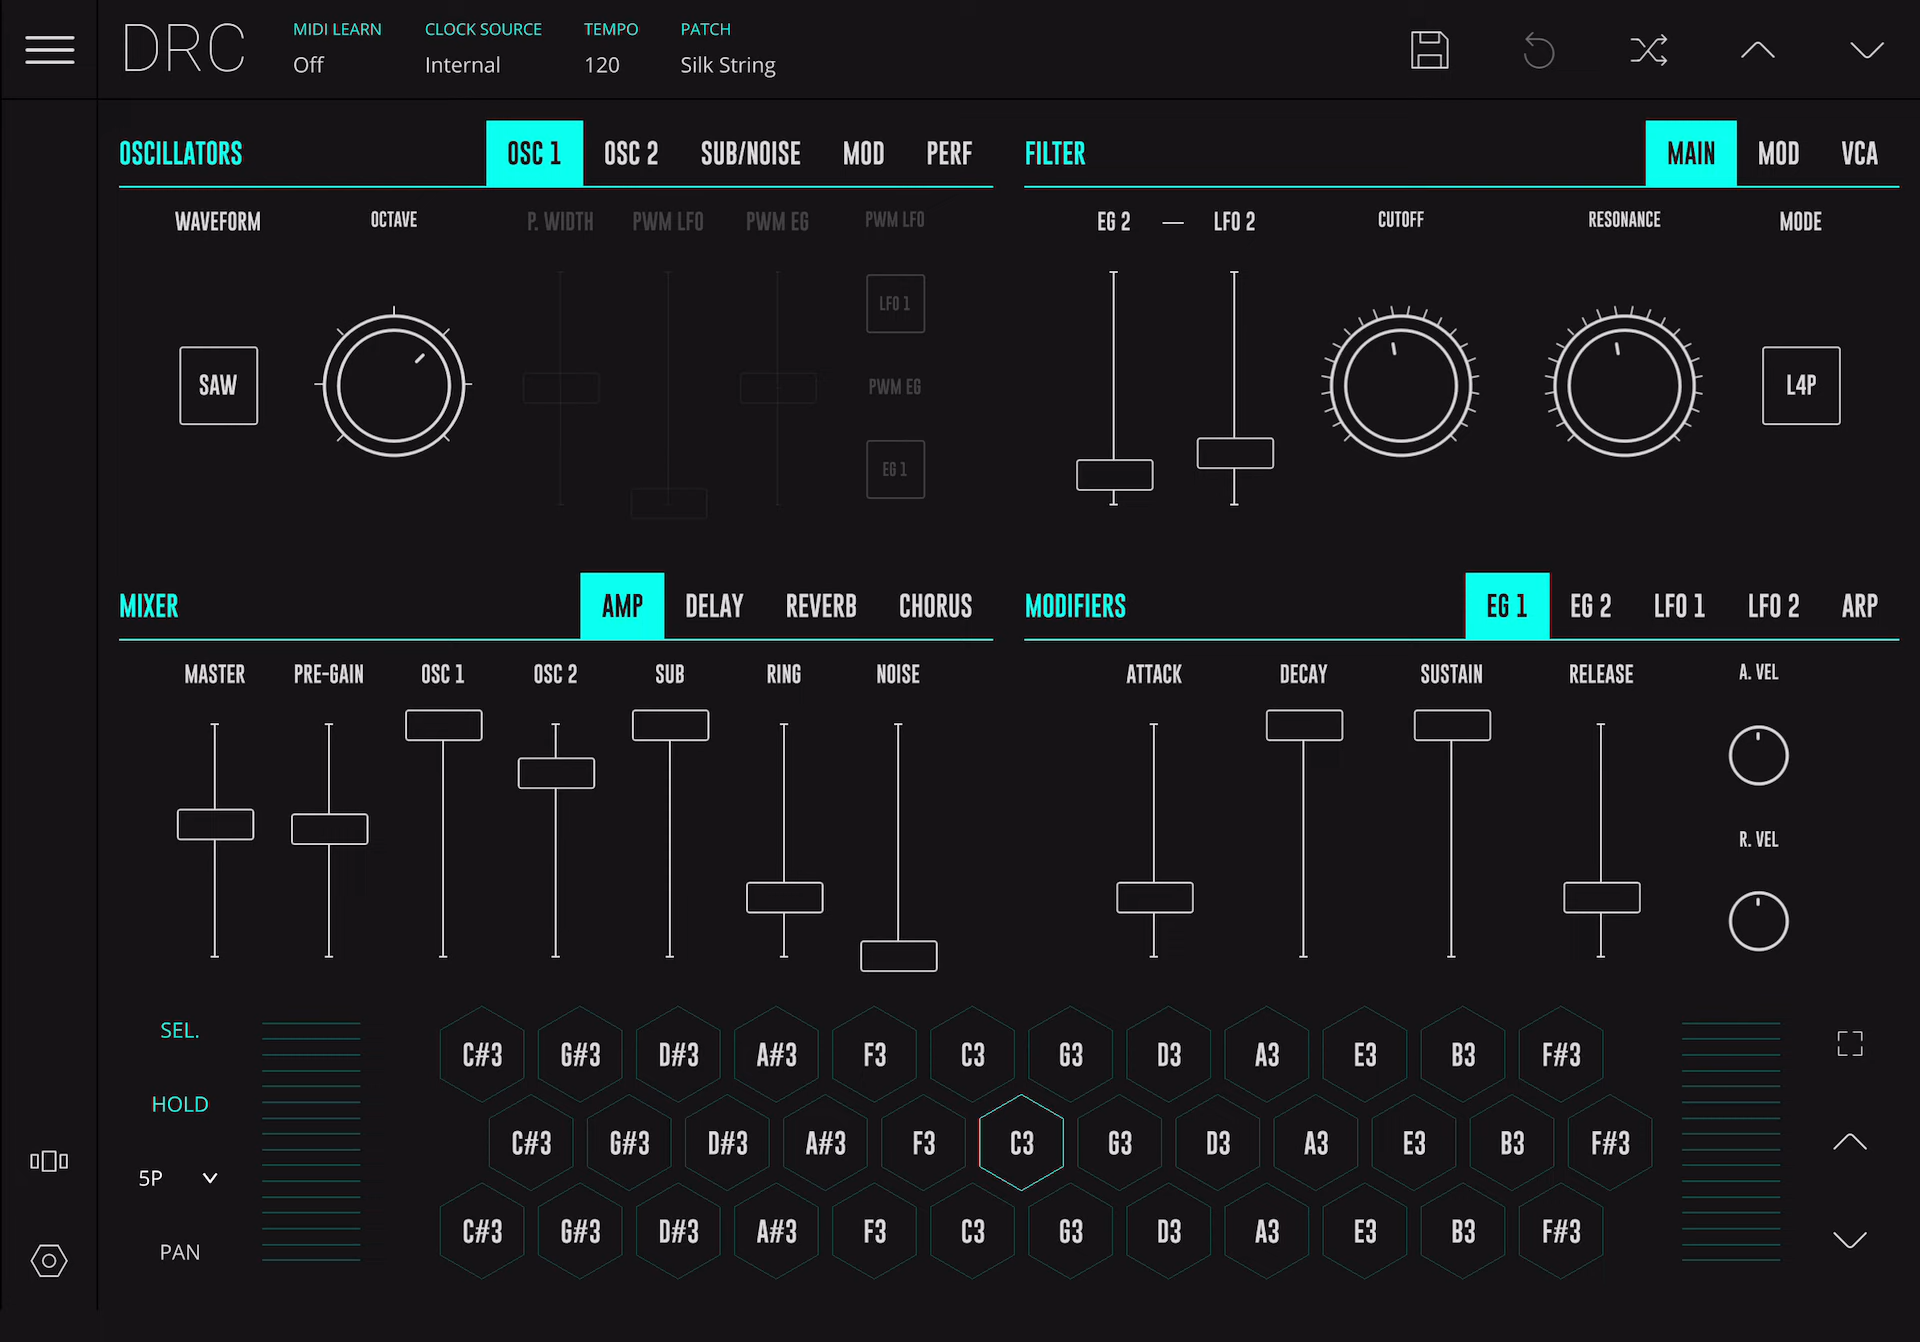 DRC
MIDI LEARN CLOCK SOURCE TEMPO PATCH
Off Internal 120 Silk String
OSCILLATORS OSC 1 OSC 2 SUB/NOISE MOD PERF
WAVEFORM OCTAVE P. WIDTH PWM LFO PWM EG PWM LFO
LFO 1
SAW PWM EG
EG 1
FILTER MAIN MOD VCA
EG 2 — LFO 2 CUTOFF RESONANCE MODE
L4P
MIXER AMP DELAY REVERB CHORUS
MASTER PRE-GAIN OSC 1 OSC 2 SUB RING NOISE
MODIFIERS EG 1 EG 2 LFO 1 LFO 2 ARP
ATTACK DECAY SUSTAIN RELEASE A. VEL
R. VEL
SEL.
HOLD
5P
PAN
C#3 G#3 D#3 A#3 F3 C3 G3 D3 A3 E3 B3 F#3
C#3 G#3 D#3 A#3 F3 C3 G3 D3 A3 E3 B3 F#3
C#3 G#3 D#3 A#3 F3 C3 G3 D3 A3 E3 B3 F#3